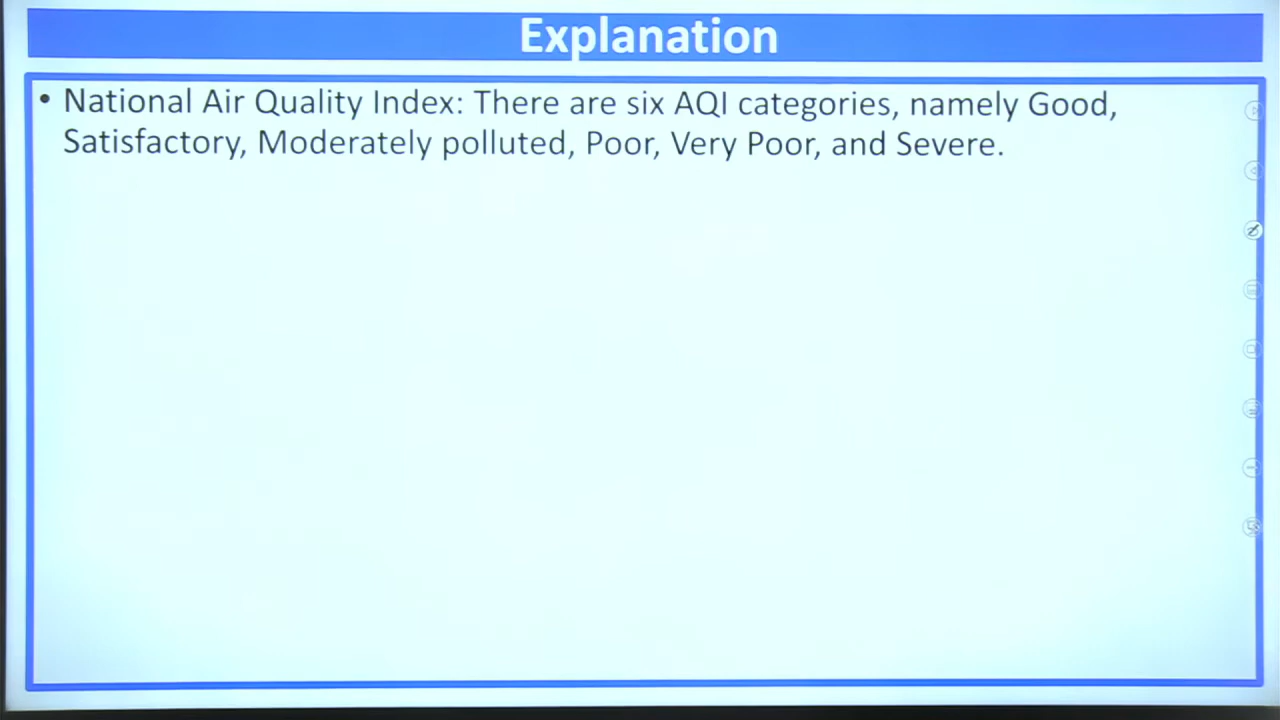 Explanation
• National Air Quality Index: There are six AQI categories, namely Good,
Satisfactory, Moderately polluted, Poor, Very Poor, and Severe.